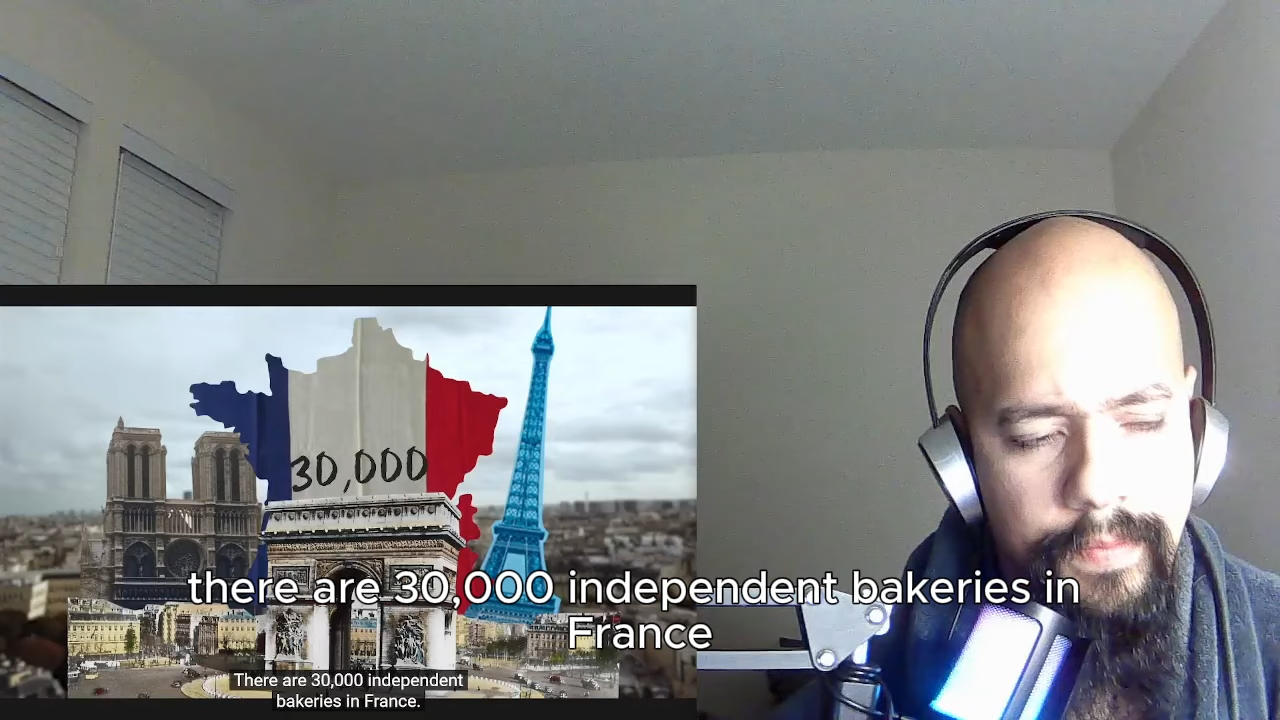 30,000
there are 30,000 independent bakeries in
France
There are 30,000 independent
bakeries in France.